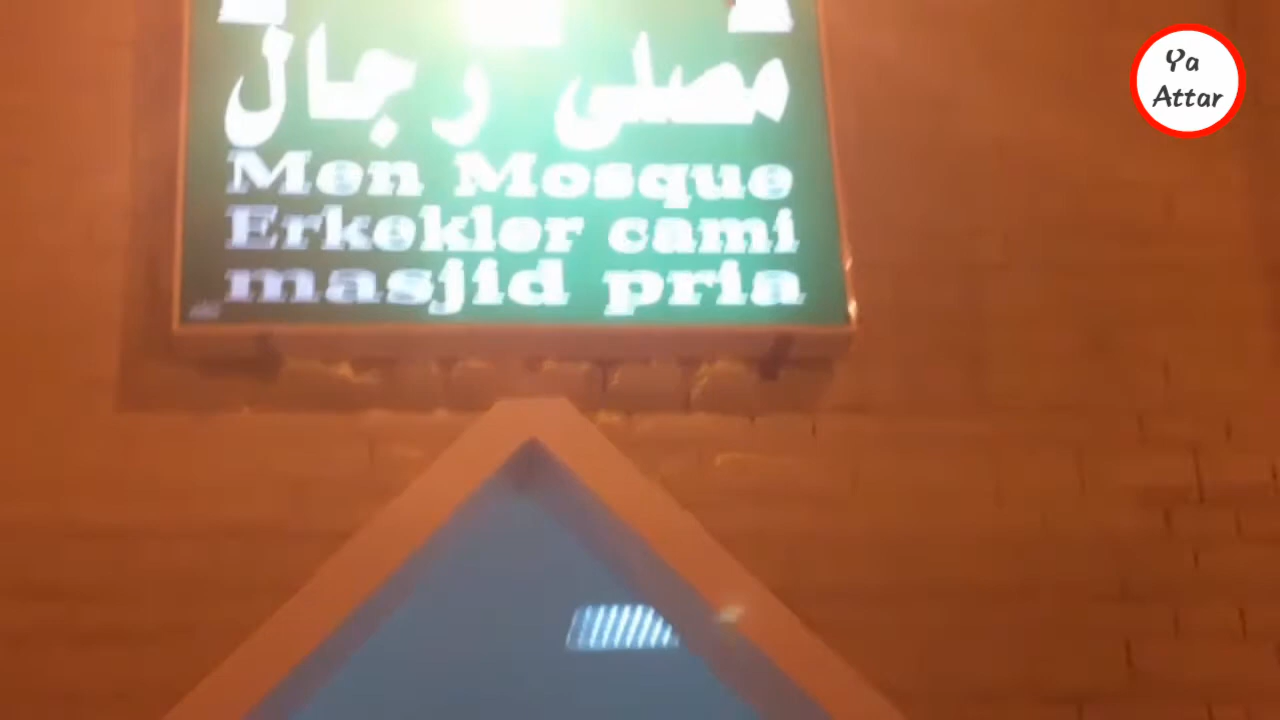 مصلى رجال
Men Mosque
Erkekler cami
masjid pria
Ya
Attar